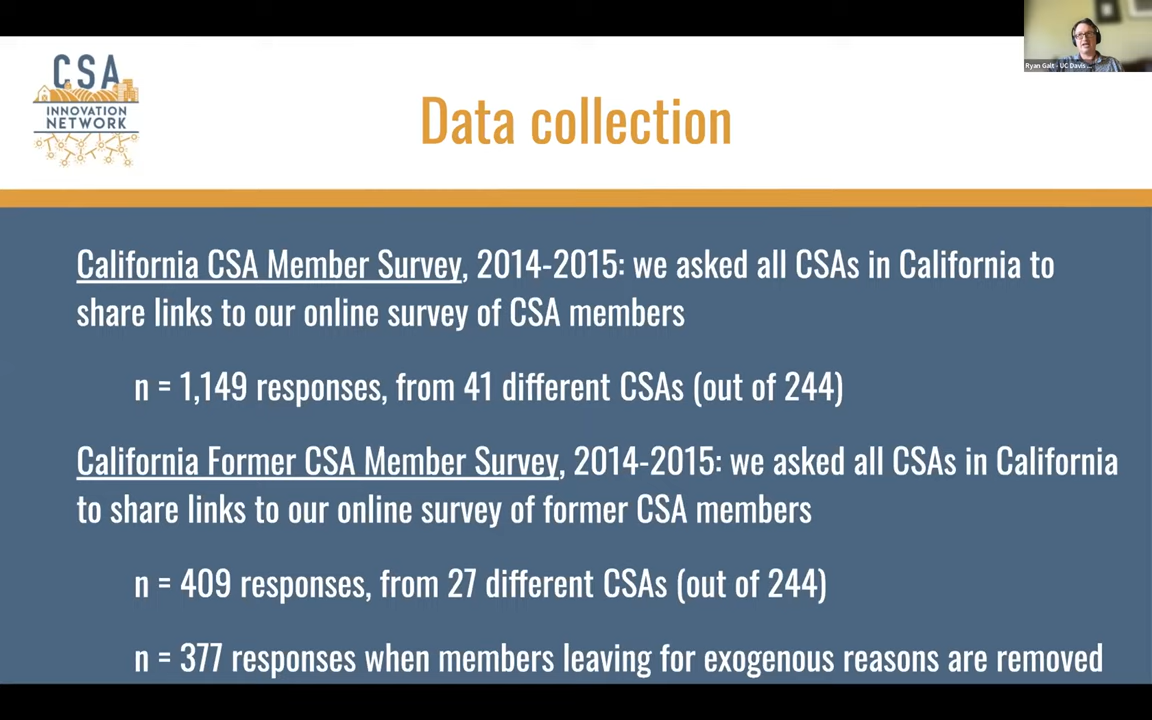 CSA
INNOVATION
NETWORK
Ryan Galt - UC Davis ...
Data collection
California CSA Member Survey, 2014-2015: we asked all CSAs in California to
share links to our online survey of CSA members
n = 1,149 responses, from 41 different CSAs (out of 244)
California Former CSA Member Survey, 2014-2015: we asked all CSAs in California
to share links to our online survey of former CSA members
n = 409 responses, from 27 different CSAs (out of 244)
n = 377 responses when members leaving for exogenous reasons are removed